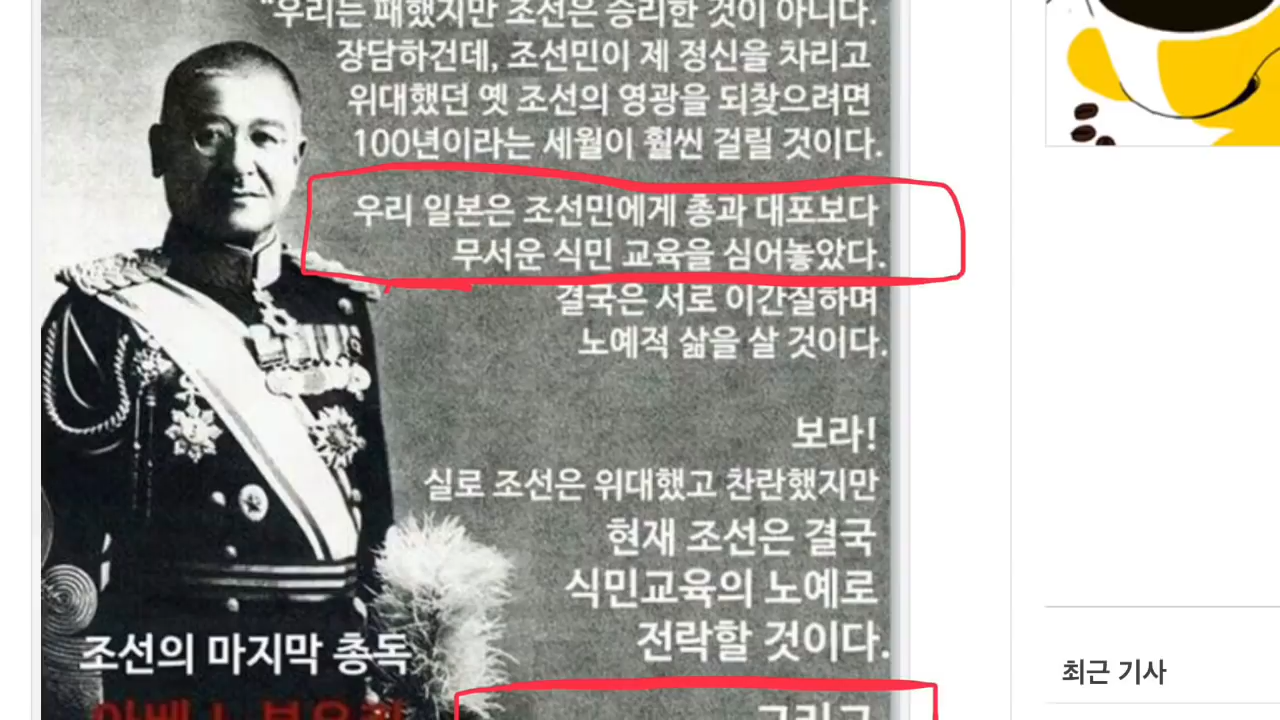 "우리는 패했지만 조선은 승리한 것이 아니다.
장담하건데, 조선민이 제 정신을 차리고
위대했던 옛 조선의 영광을 되찾으려면
100년이라는 세월이 훨씬 걸릴 것이다.
우리 일본은 조선민에게 총과 대포보다
무서운 식민 교육을 심어놓았다.
결국은 서로 이간질하며
노예적 삶을 살 것이다.
보라!
실로 조선은 위대했고 찬란했지만
현재 조선은 결국
식민교육의 노예로
전락할 것이다.
조선의 마지막 총독
그리고
최근 기사